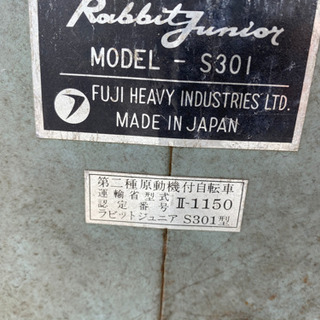 Rabbit Junior
MODEL - S301
FUJI HEAVY INDUSTRIES LTD.
MADE IN JAPAN
第二種原動機付自転車
運輸省型式
認定番号 II-1150
ラビットジュニア S301型